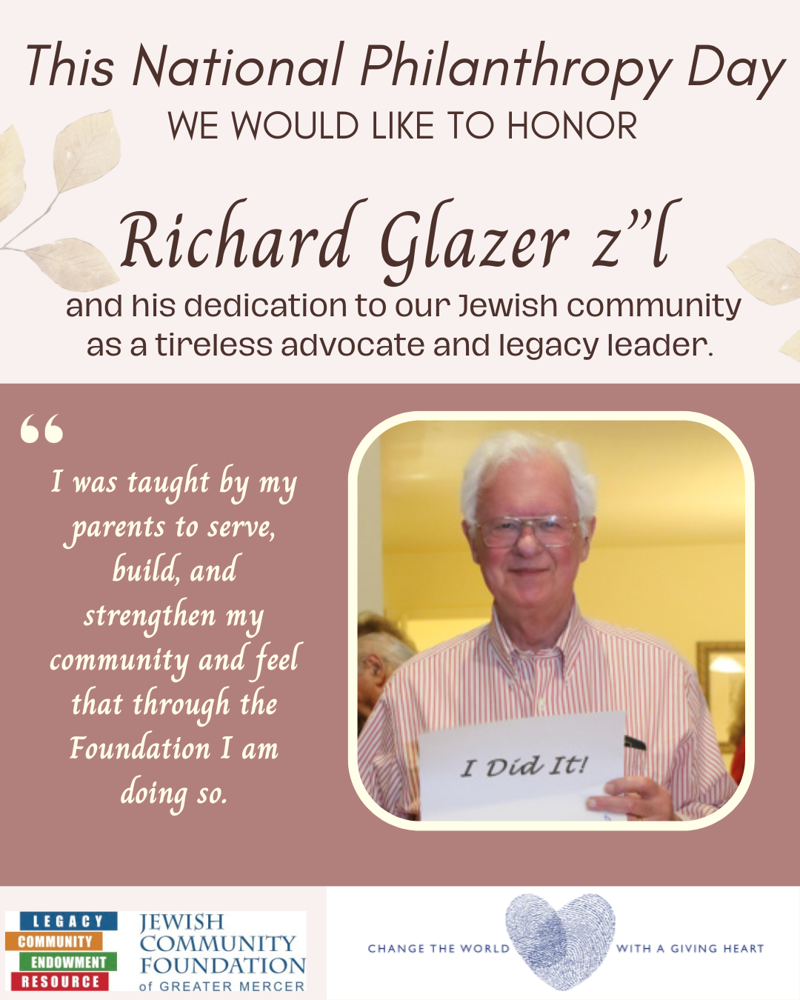 This National Philanthropy Day
WE WOULD LIKE TO HONOR
Richard Glazer z”l
and his dedication to our Jewish community
as a tireless advocate and legacy leader.
“
I was taught by my
parents to serve,
build, and
strengthen my
community and feel
that through the
Foundation I am
doing so.
I Did It!
LEGACY
COMMUNITY
ENDOWMENT
RESOURCE
JEWISH
COMMUNITY
FOUNDATION
of GREATER MERCER
CHANGE THE WORLD WITH A GIVING HEART